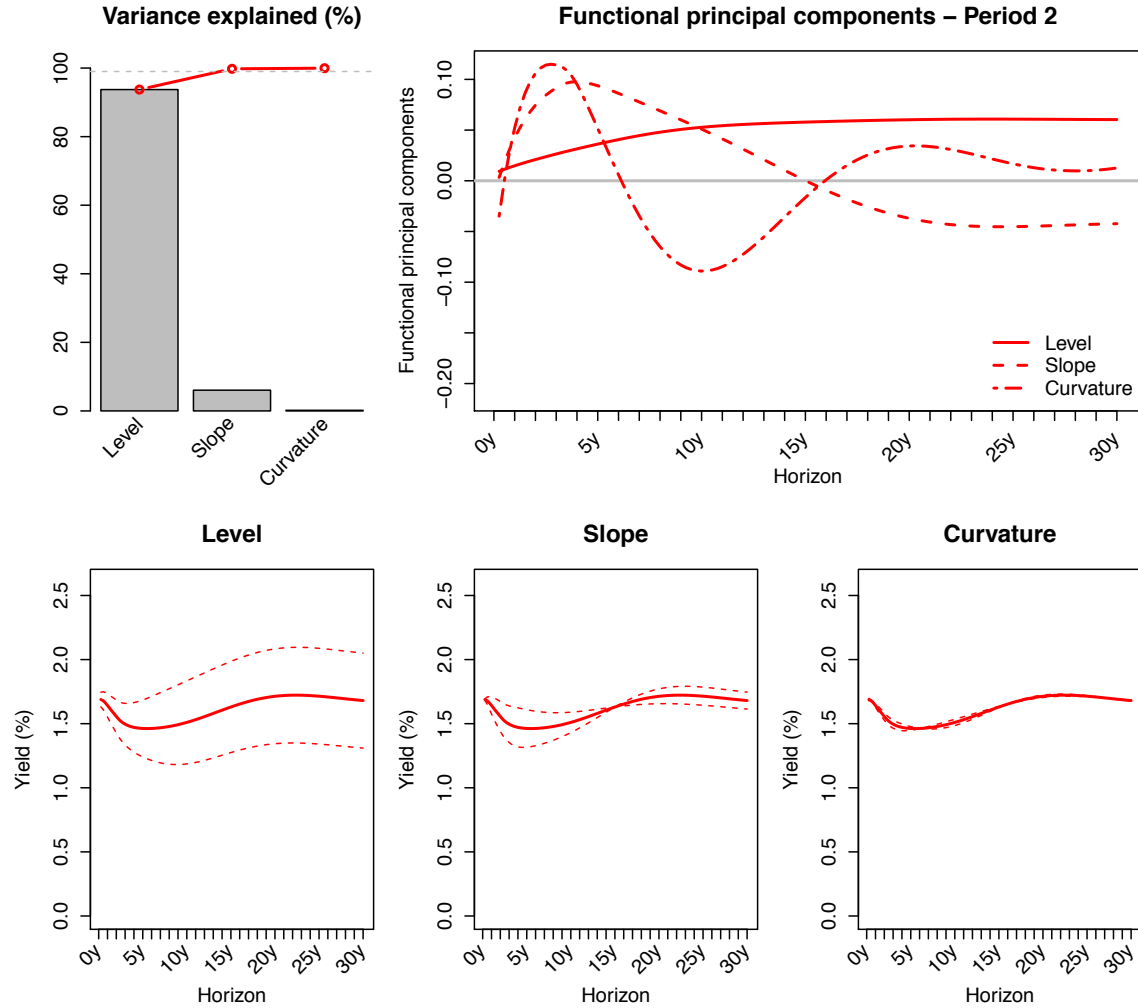 Variance explained (%)
0
20
40
60
80
100
Level
Slope
Curvature
Functional principal components – Period 2
Functional principal components
−0.20
−0.10
0.00
0.10
Level
Slope
Curvature
0y
5y
10y
15y
20y
25y
30y
Horizon
Level
Yield (%)
0.0
0.5
1.0
1.5
2.0
2.5
0y
5y
10y
15y
20y
25y
30y
Horizon
Slope
Yield (%)
0.0
0.5
1.0
1.5
2.0
2.5
0y
5y
10y
15y
20y
25y
30y
Horizon
Curvature
Yield (%)
0.0
0.5
1.0
1.5
2.0
2.5
0y
5y
10y
15y
20y
25y
30y
Horizon